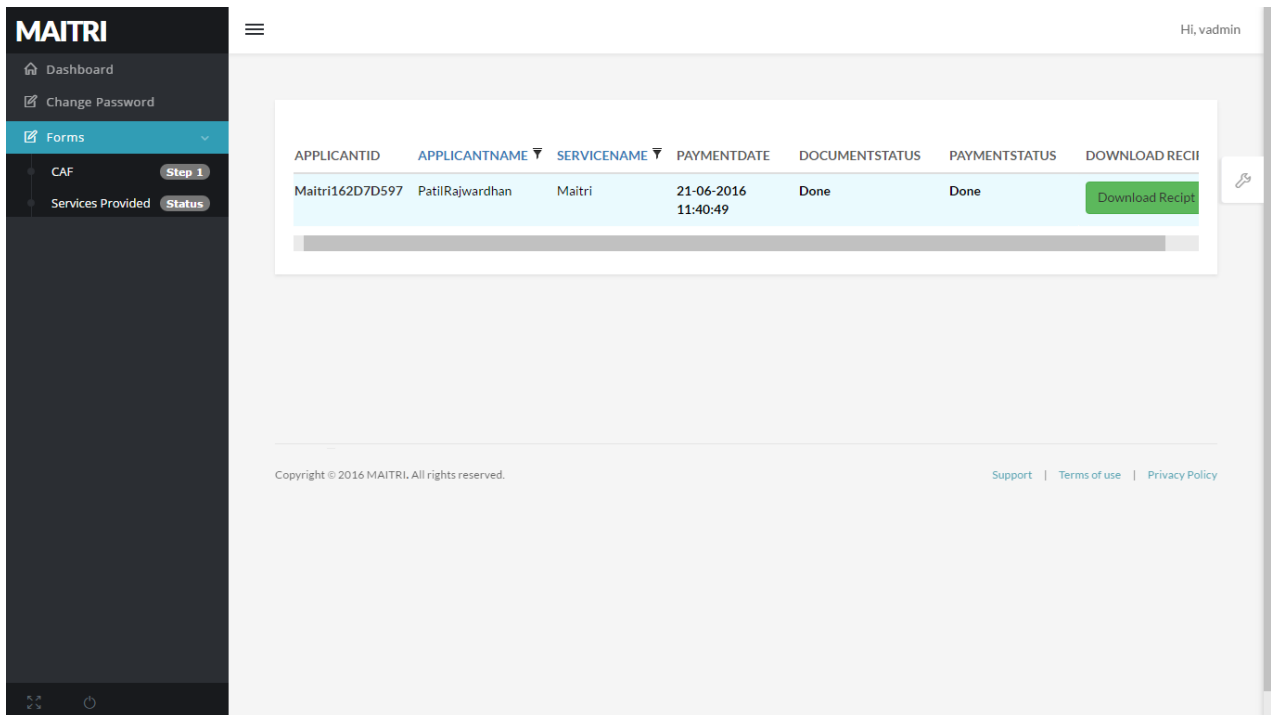 MAITRI
Hi, vadmin
Dashboard
Change Password
Forms
CAF Step 1
Services Provided Status
APPLICANTID APPLICANTNAME SERVICENAME PAYMENTDATE DOCUMENTSTATUS PAYMENTSTATUS DOWNLOAD RECIF
Maitri162D7D597 PatilRajwardhan Maitri 21-06-2016 Done Done Download Recipt
11:40:49
Copyright © 2016 MAITRI. All rights reserved.
Support | Terms of use | Privacy Policy